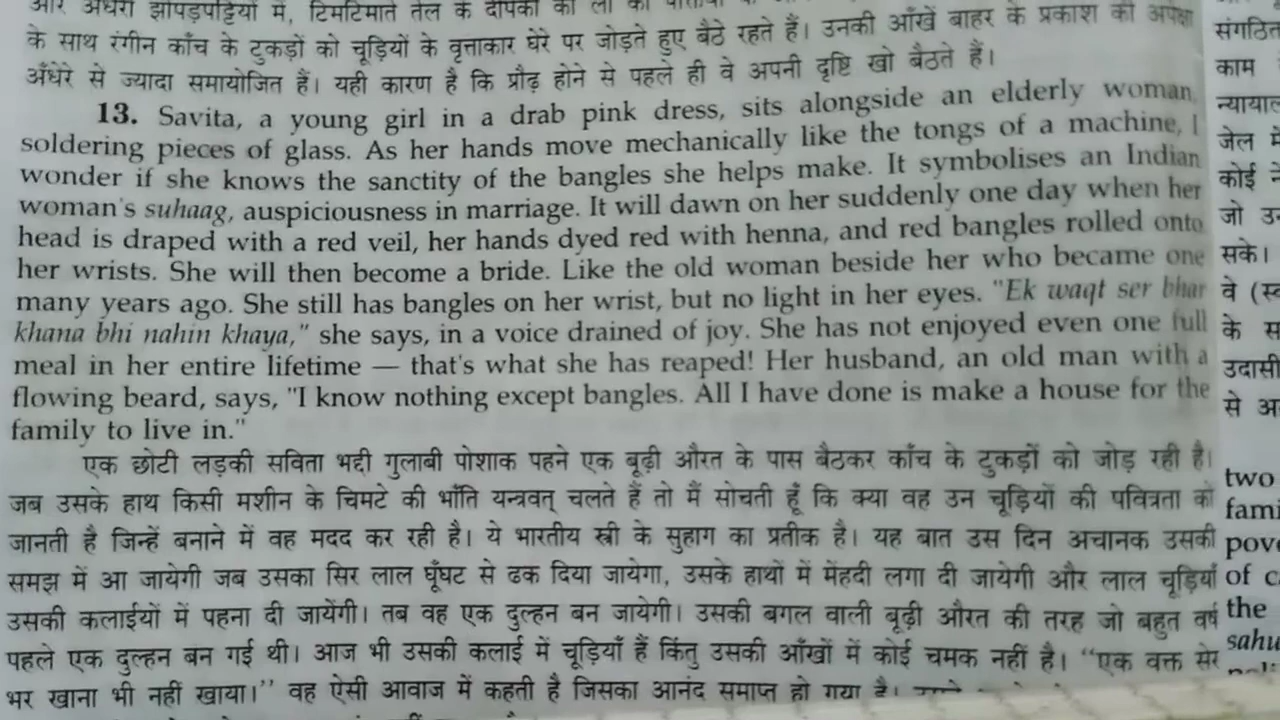 और अंधेरी झोंपड़पट्टियों में, टिमटिमाते तेल के दीपकों की लौ की
के साथ रंगीन काँच के टुकड़ों को चूड़ियों के वृत्ताकार घेरे पर जोड़ते हुए बैठे रहते हैं। उनकी आँखें बाहर के प्रकाश की अपेक्षा
अँधेरे से ज्यादा समायोजित हैं। यही कारण है कि प्रौढ़ होने से पहले ही वे अपनी दृष्टि खो बैठते हैं।
13. Savita, a young girl in a drab pink dress, sits alongside an elderly woman,
soldering pieces of glass. As her hands move mechanically like the tongs of a machine, I
wonder if she knows the sanctity of the bangles she helps make. It symbolises an Indian
woman's suhaag, auspiciousness in marriage. It will dawn on her suddenly one day when her
head is draped with a red veil, her hands dyed red with henna, and red bangles rolled onto
her wrists. She will then become a bride. Like the old woman beside her who became one
many years ago. She still has bangles on her wrist, but no light in her eyes. "Ek waqt ser bhar
khana bhi nahin khaya," she says, in a voice drained of joy. She has not enjoyed even one full
meal in her entire lifetime — that's what she has reaped! Her husband, an old man with a
flowing beard, says, "I know nothing except bangles. All I have done is make a house for the
family to live in."
एक छोटी लड़की सविता भद्दी गुलाबी पोशाक पहने एक बूढ़ी औरत के पास बैठकर काँच के टुकड़ों को जोड़ रही है।
जब उसके हाथ किसी मशीन के चिमटे की भाँति यन्त्रवत् चलते हैं तो मैं सोचती हूँ कि क्या वह उन चूड़ियों की पवित्रता को
जानती है जिन्हें बनाने में वह मदद कर रही है। ये भारतीय स्त्री के सुहाग का प्रतीक है। यह बात उस दिन अचानक उसकी
समझ में आ जायेगी जब उसका सिर लाल घूँघट से ढक दिया जायेगा, उसके हाथों में मेंहदी लगा दी जायेगी और लाल चूड़ियाँ
उसकी कलाईयों में पहना दी जायेंगी। तब वह एक दुल्हन बन जायेगी। उसकी बगल वाली बूढ़ी औरत की तरह जो बहुत वर्ष
पहले एक दुल्हन बन गई थी। आज भी उसकी कलाई में चूड़ियाँ हैं किंतु उसकी आँखों में कोई चमक नहीं है। “एक वक्त सेर
भर खाना भी नहीं खाया।” वह ऐसी आवाज में कहती है जिसका आनंद समाप्त हो गया है।
संगठित
काम
जेल में
कोई
जो
सके।
वे
के
उदासी
से
two
of
the